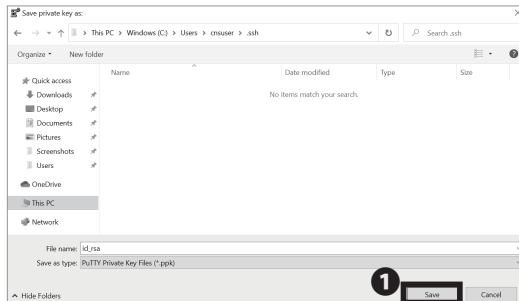 Save private key as:
This PC > Windows (C:) > Users > cnsuser > .ssh
Search .ssh
Organize
New folder
Name
Date modified
Type
Size
No items match your search.
Quick access
Downloads
Desktop
Documents
Pictures
Screenshots
Users
OneDrive
This PC
Network
File name: id_rsa
Save as type: PuTTY Private Key Files (*.ppk)
1
Hide Folders
Save
Cancel